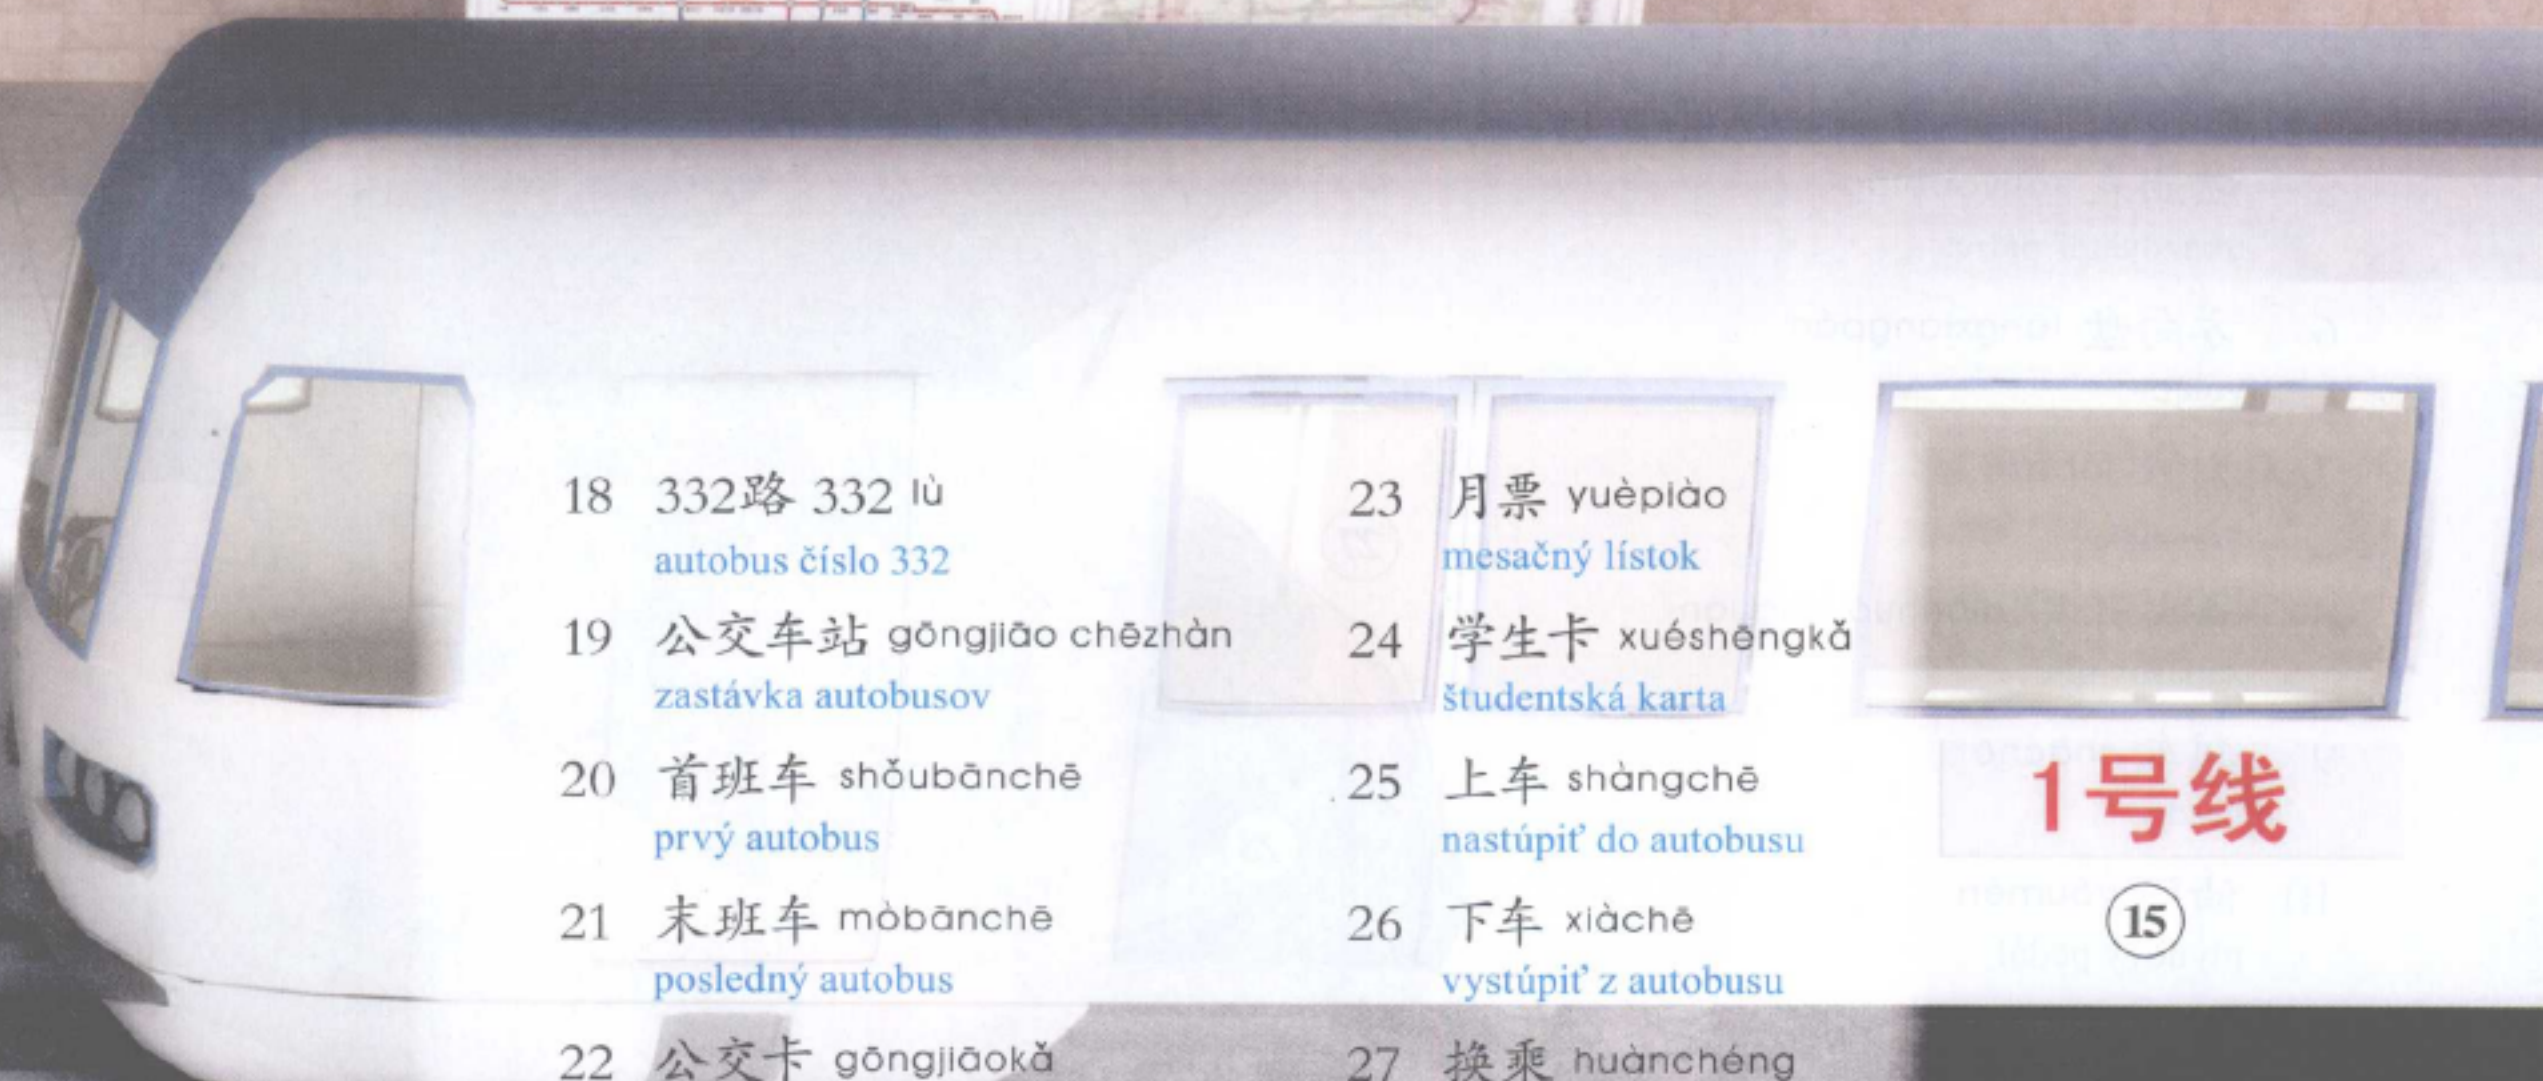 18 332路 332 lù
autobus číslo 332
19 公交车站 gōngjiāo chēzhàn
zastávka autobusov
20 首班车 shǒubānchē
prvý autobus
21 末班车 mòbānchē
posledný autobus
22 公交卡 gōngjiāokǎ
23 月票 yuèpiào
mesačný lístok
24 学生卡 xuéshēngkǎ
študentská karta
25 上车 shàngchē
nastúpiť do autobusu
26 下车 xiàchē
vystúpiť z autobusu
27 换乘 huànchéng
1号线
15